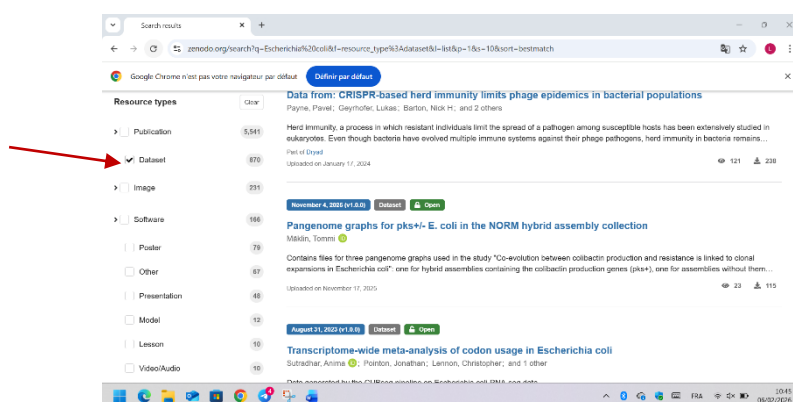 Search results
zenodo.org/search?q=Escherichia%20coli&f=resource_type%3Adataset&l=list&p=1&s=10&sort=bestmatch
L
Google Chrome n'est pas votre navigateur par défaut
Définir par défaut
Resource types
Clear
Publication
5,541
Dataset
870
Image
231
Software
166
Poster
79
Other
67
Presentation
48
Model
12
Lesson
10
Video/Audio
10
Data from: CRISPR-based herd immunity limits phage epidemics in bacterial populations
Payne, Pavel; Geyrhofer, Lukas; Barton, Nick H; and 2 others
Herd immunity, a process in which resistant individuals limit the spread of a pathogen among susceptible hosts has been extensively studied in
eukaryotes. Even though bacteria have evolved multiple immune systems against their phage pathogens, herd immunity in bacteria remains...
Part of Dryad
Uploaded on January 17, 2024
121
238
November 4, 2025 (v1.0.0)
Dataset
Open
Pangenome graphs for pks+/- E. coli in the NORM hybrid assembly collection
Mäklin, Tommi
Contains files for three pangenome graphs used in the study "Co-evolution between colibactin production and resistance is linked to clonal
expansions in Escherichia coli": one for hybrid assemblies containing the colibactin production genes (pks+), one for assemblies without them...
Uploaded on November 17, 2025
23
115
August 31, 2023 (v1.0.0)
Dataset
Open
Transcriptome-wide meta-analysis of codon usage in Escherichia coli
Sutradhar, Anima; Pointon, Jonathan; Lennon, Christopher; and 1 other
FRA
10:45
06/02/2026